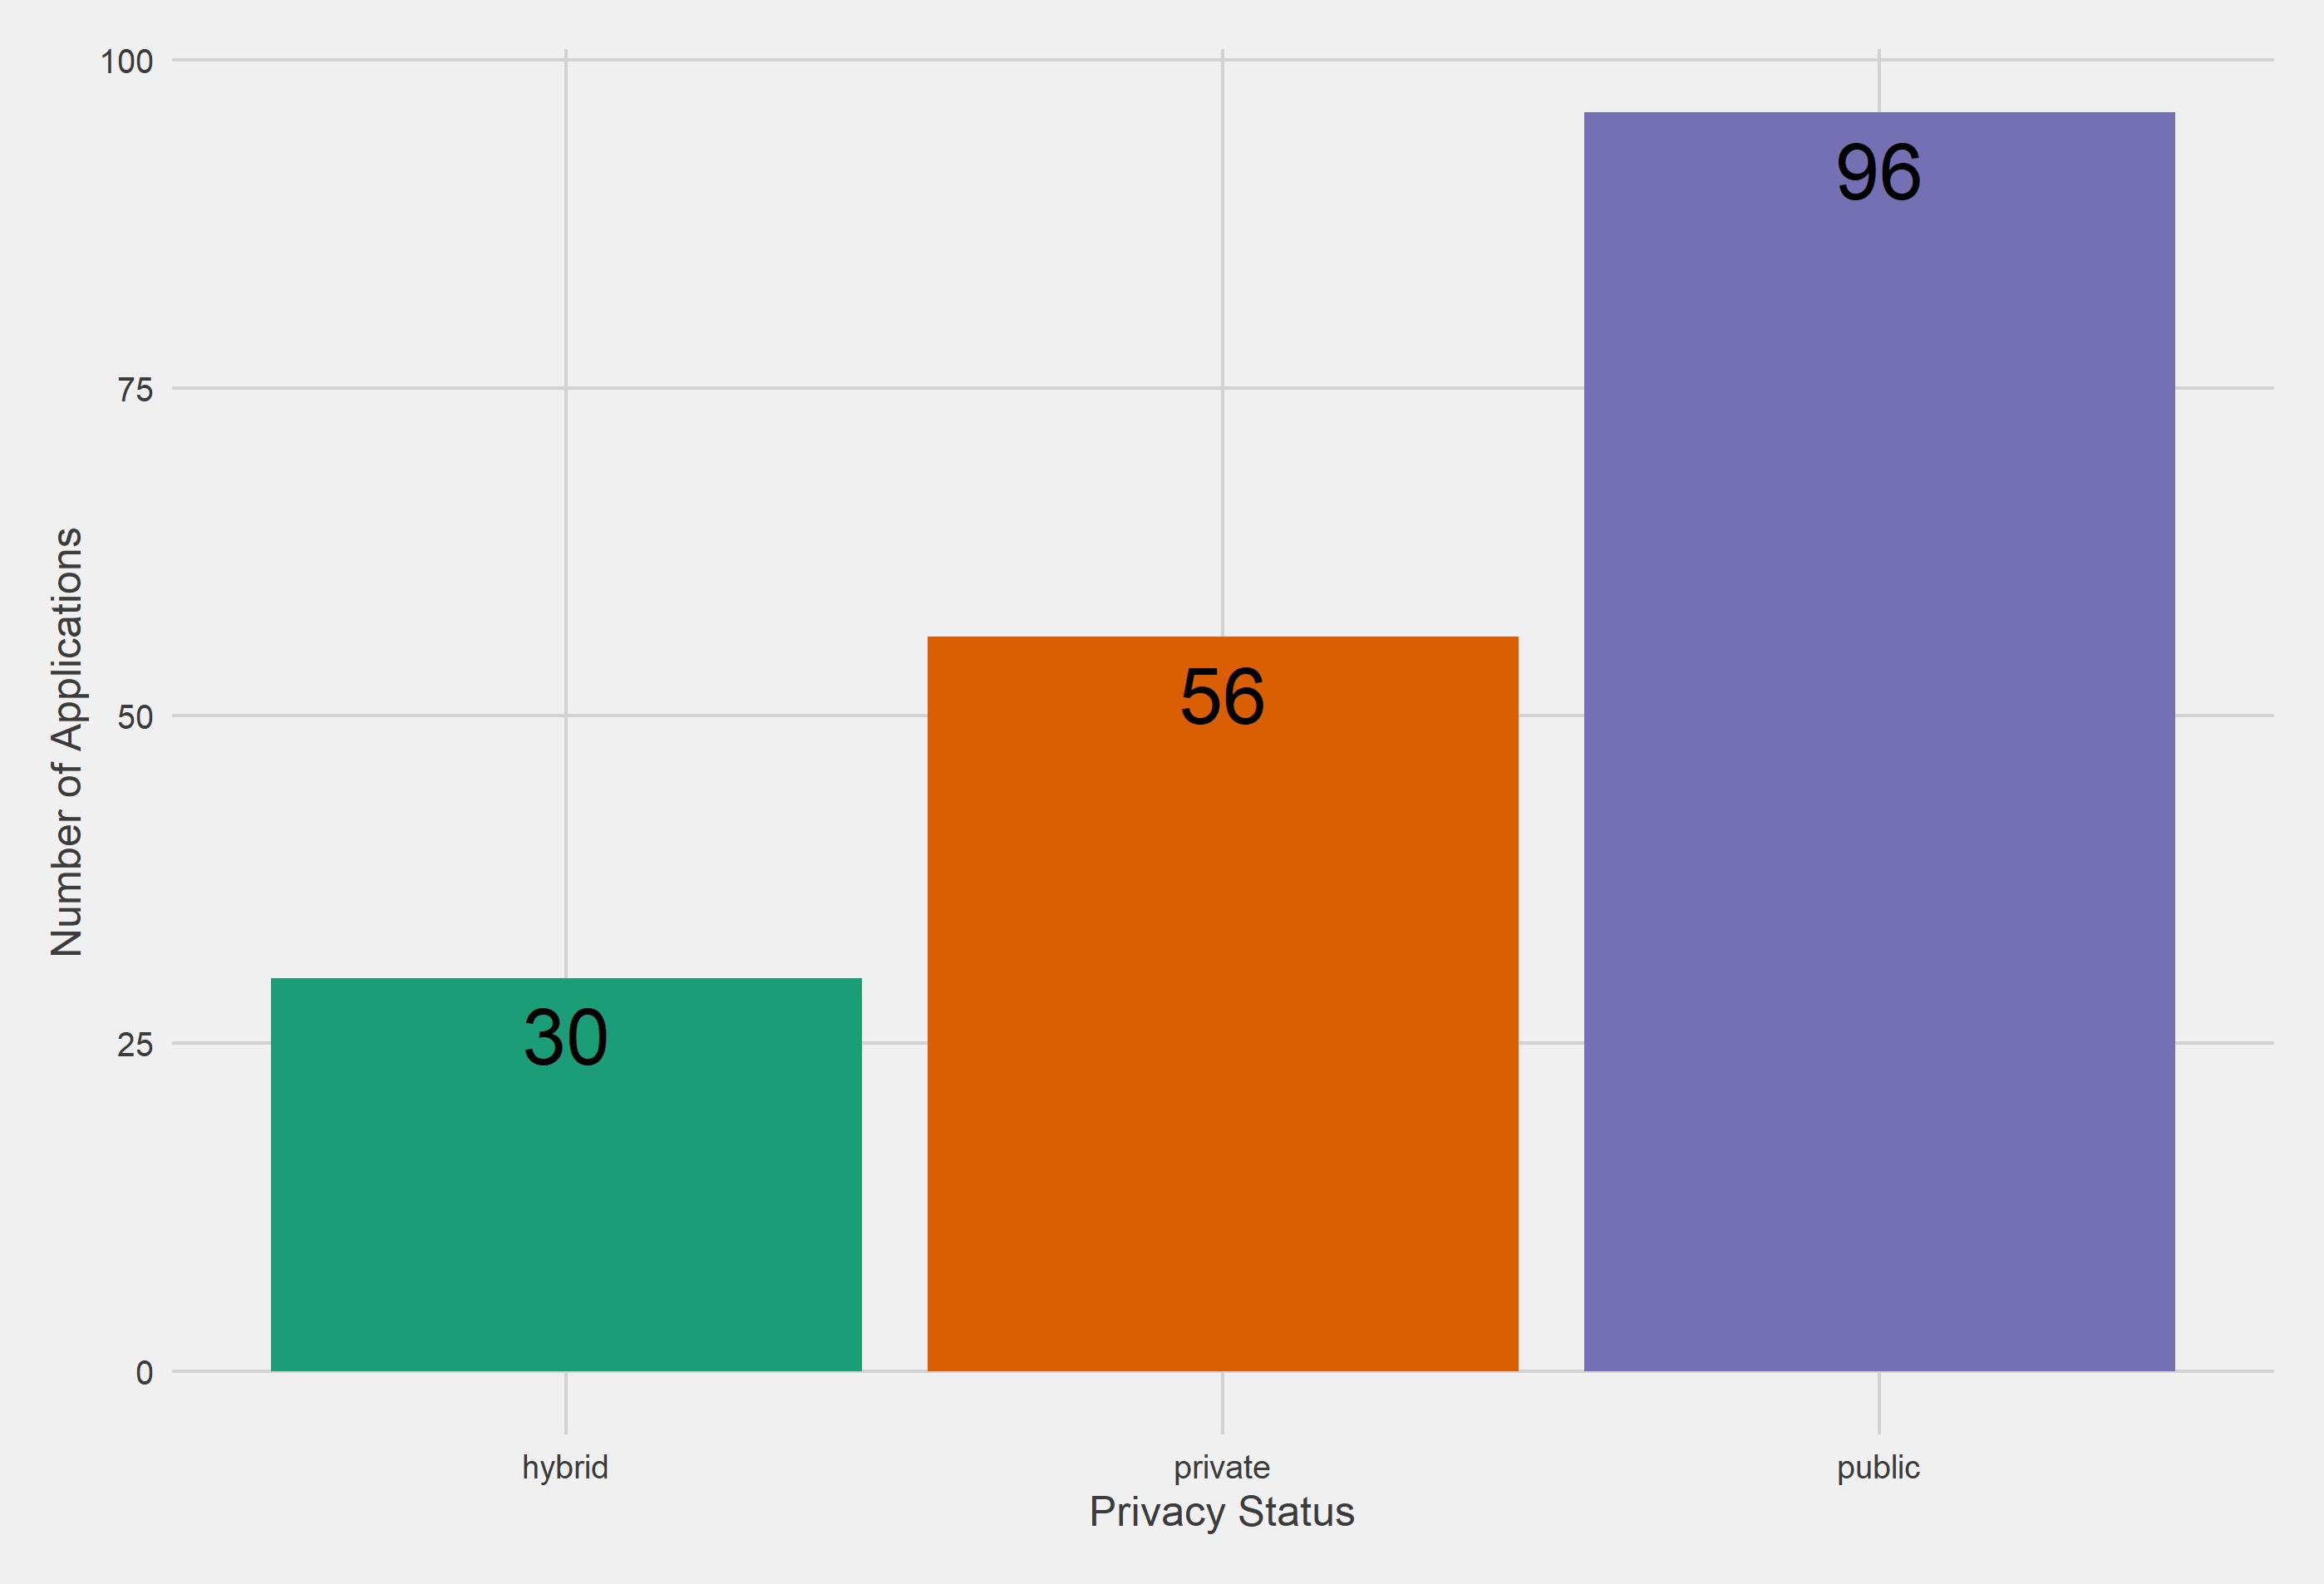 100
75
50
25
0
Number of Applications
30
56
96
hybrid
private
public
Privacy Status